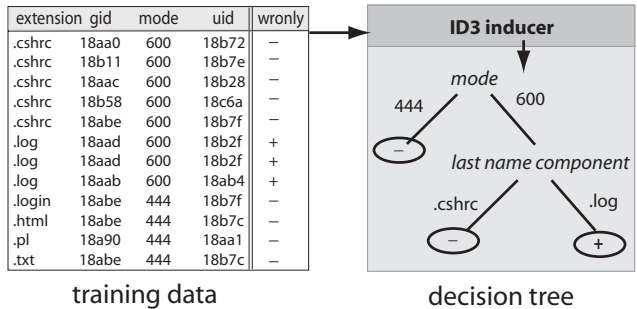 extension gid mode uid wronly
.cshrc 18aa0 600 18b72 −
.cshrc 18b11 600 18b7e −
.cshrc 18aac 600 18b28 −
.cshrc 18b58 600 18c6a −
.cshrc 18abe 600 18b7f −
.log 18aad 600 18b2f +
.log 18aad 600 18b2f +
.log 18aab 600 18ab4 +
.login 18abe 444 18b7f −
.html 18abe 444 18b7c −
.pl 18a90 444 18aa1 −
.txt 18abe 444 18b7c −
training data
ID3 inducer
mode
444 600
−
last name component
.cshrc .log
− +
decision tree